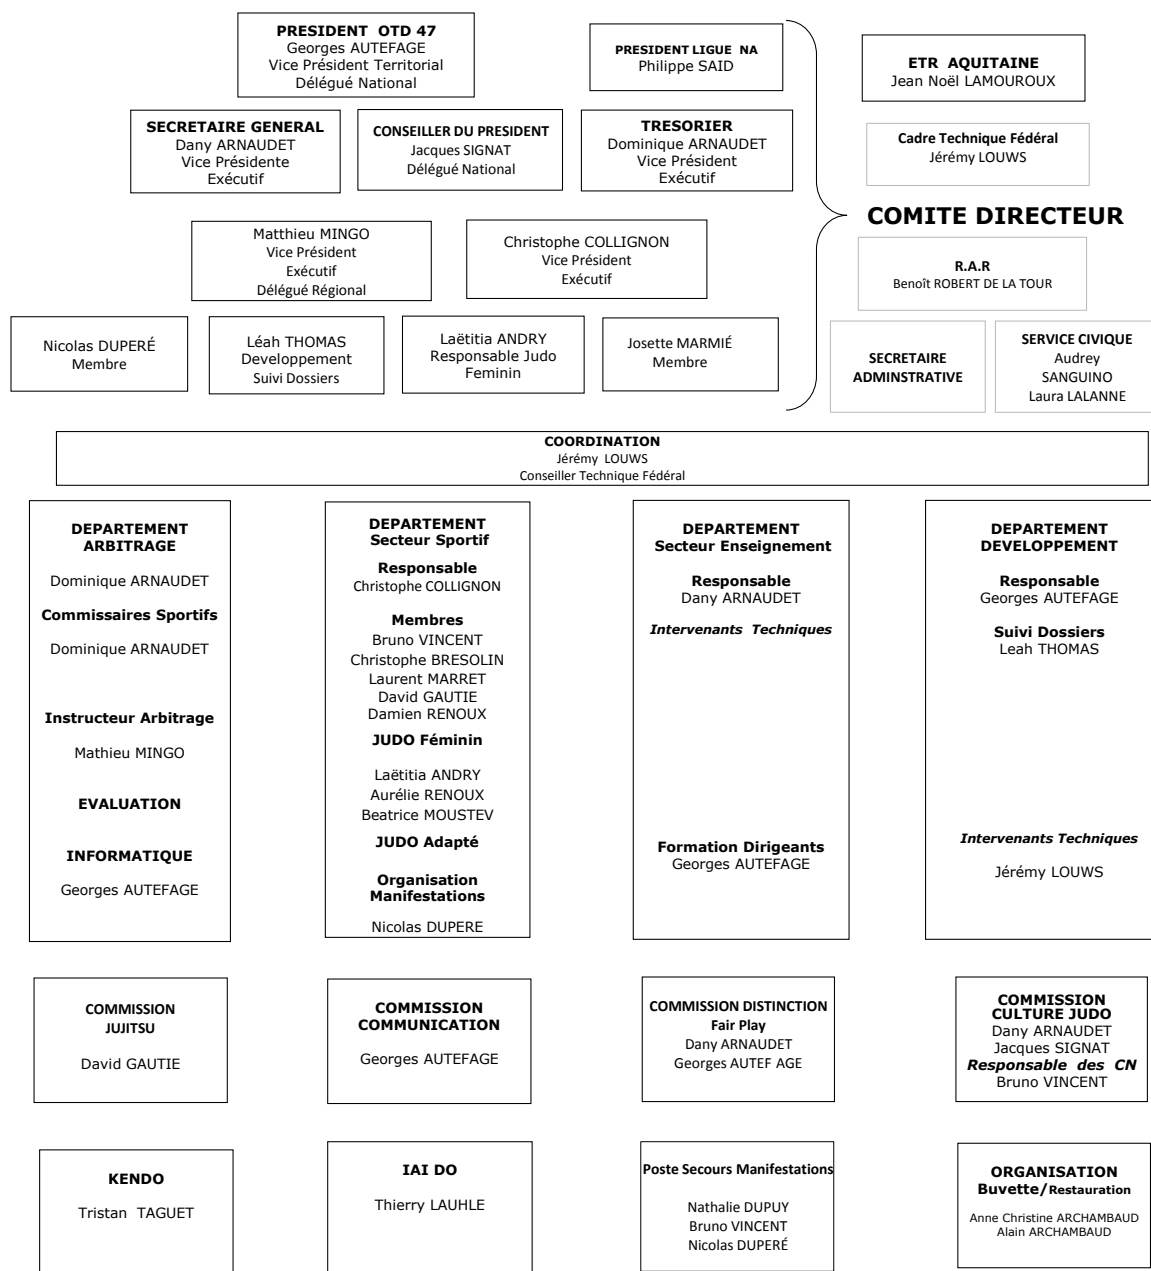 PRESIDENT OTD 47
Georges AUTEFAGE
Vice Président Territorial
Délégué National
PRESIDENT LIGUE NA
Philippe SAID
ETR AQUITAINE
Jean Noël LAMOUROUX
SECRETAIRE GENERAL
Dany ARNAUDET
Vice Présidente
Exécutif
CONSEILLER DU PRESIDENT
Jacques SIGNAT
Délégué National
TRESORIER
Dominique ARNAUDET
Vice Président
Exécutif
Cadre Technique Fédéral
Jérémy LOUWS
COMITE DIRECTEUR
Matthieu MINGO
Vice Président
Exécutif
Délégué Régional
Christophe COLLIGNON
Vice Président
Exécutif
R.A.R
Benoît ROBERT DE LA TOUR
Nicolas DUPERÉ
Membre
Léah THOMAS
Developpement
Suivi Dossiers
Laëtitia ANDRY
Responsable Judo
Feminin
Josette MARMIÉ
Membre
SECRETAIRE
ADMINSTRATIVE
SERVICE CIVIQUE
Audrey
SANGUINO
Laura LALANNE
COORDINATION
Jérémy LOUWS
Conseiller Technique Fédéral
DEPARTEMENT
ARBITRAGE
Dominique ARNAUDET
Commissaires Sportifs
Dominique ARNAUDET
Instructeur Arbitrage
Mathieu MINGO
EVALUATION
INFORMATIQUE
Georges AUTEFAGE
DEPARTEMENT
Secteur Sportif
Responsable
Christophe COLLIGNON
Membres
Bruno VINCENT
Christophe BRESOLIN
Laurent MARRET
David GAUTIE
Damien RENOUX
JUDO Féminin
Laëtitia ANDRY
Aurélie RENOUX
Beatrice MOUSTEV
JUDO Adapté
Organisation
Manifestations
Nicolas DUPERE
DEPARTEMENT
Secteur Enseignement
Responsable
Dany ARNAUDET
Intervenants Techniques
Formation Dirigeants
Georges AUTEFAGE
DEPARTEMENT
DEVELOPPEMENT
Responsable
Georges AUTEFAGE
Suivi Dossiers
Leah THOMAS
Intervenants Techniques
Jérémy LOUWS
COMMISSION
JUJITSU
David GAUTIE
COMMISSION
COMMUNICATION
Georges AUTEFAGE
COMMISSION DISTINCTION
Fair Play
Dany ARNAUDET
Georges AUTEF AGE
COMMISSION
CULTURE JUDO
Dany ARNAUDET
Jacques SIGNAT
Responsable des CN
Bruno VINCENT
KENDO
Tristan TAGUET
IAI DO
Thierry LAUHLE
Poste Secours Manifestations
Nathalie DUPUY
Bruno VINCENT
Nicolas DUPERÉ
ORGANISATION
Buvette/Restauration
Anne Christine ARCHAMBAUD
Alain ARCHAMBAUD